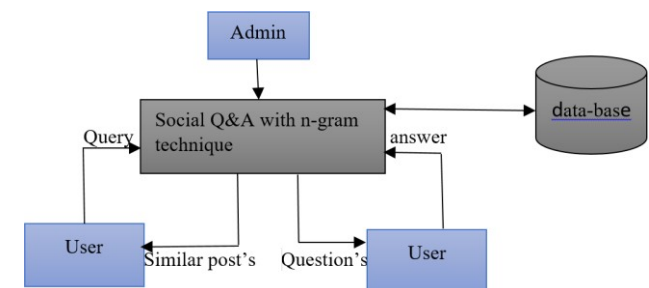 Admin
Social Q&A with n-gram
technique
data-base
Query
answer
User
Similar post's
Question's
User